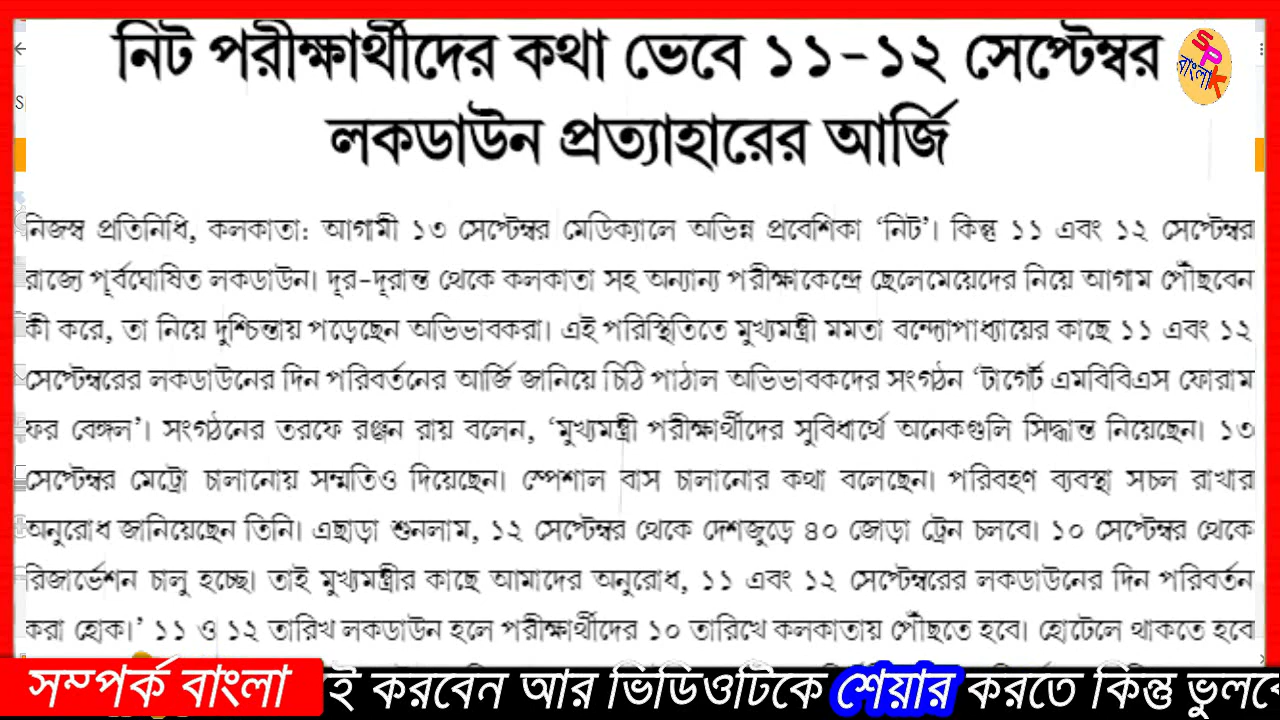 নিট পরীক্ষার্থীদের কথা ভেবে ১১-১২ সেপ্টেম্বর
লকডাউন প্রত্যাহারের আর্জি
SPK
বাংলা
নিজস্ব প্রতিনিধি, কলকাতা: আগামী ১৩ সেপ্টেম্বর মেডিক্যালে অভিন্ন প্রবেশিকা ‘নিট’। কিন্তু ১১ এবং ১২ সেপ্টেম্বর
রাজ্যে পূর্বঘোষিত লকডাউন। দূর-দূরান্ত থেকে কলকাতা সহ অন্যান্য পরীক্ষাকেন্দ্রে ছেলেমেয়েদের নিয়ে আগাম পৌঁছবেন
কী করে, তা নিয়ে দুশ্চিন্তায় পড়েছেন অভিভাবকরা। এই পরিস্থিতিতে মুখ্যমন্ত্রী মমতা বন্দ্যোপাধ্যায়ের কাছে ১১ এবং ১২
সেপ্টেম্বরের লকডাউনের দিন পরিবর্তনের আর্জি জানিয়ে চিঠি পাঠাল অভিভাবকদের সংগঠন ‘টার্গেট এমবিবিএস ফোরাম
ফর বেঙ্গল’। সংগঠনের তরফে রঞ্জন রায় বলেন, ‘মুখ্যমন্ত্রী পরীক্ষার্থীদের সুবিধার্থে অনেকগুলি সিদ্ধান্ত নিয়েছেন। ১৩
সেপ্টেম্বর মেট্রো চালানোয় সম্মতিও দিয়েছেন। স্পেশাল বাস চালানোর কথা বলেছেন। পরিবহণ ব্যবস্থা সচল রাখার
অনুরোধ জানিয়েছেন তিনি। এছাড়া শুনলাম, ১২ সেপ্টেম্বর থেকে দেশজুড়ে ৪০ জোড়া ট্রেন চলবে। ১০ সেপ্টেম্বর থেকে
রিজার্ভেশন চালু হচ্ছে। তাই মুখ্যমন্ত্রীর কাছে আমাদের অনুরোধ, ১১ এবং ১২ সেপ্টেম্বরের লকডাউনের দিন পরিবর্তন
করা হোক।’ ১১ ও ১২ তারিখ লকডাউন হলে পরীক্ষার্থীদের ১০ তারিখে কলকাতায় পৌঁছতে হবে। হোটেলে থাকতে হবে
সম্পর্ক বাংলা ই করবেন আর ভিডিওটিকে শেয়ার করতে কিন্তু ভুলবে